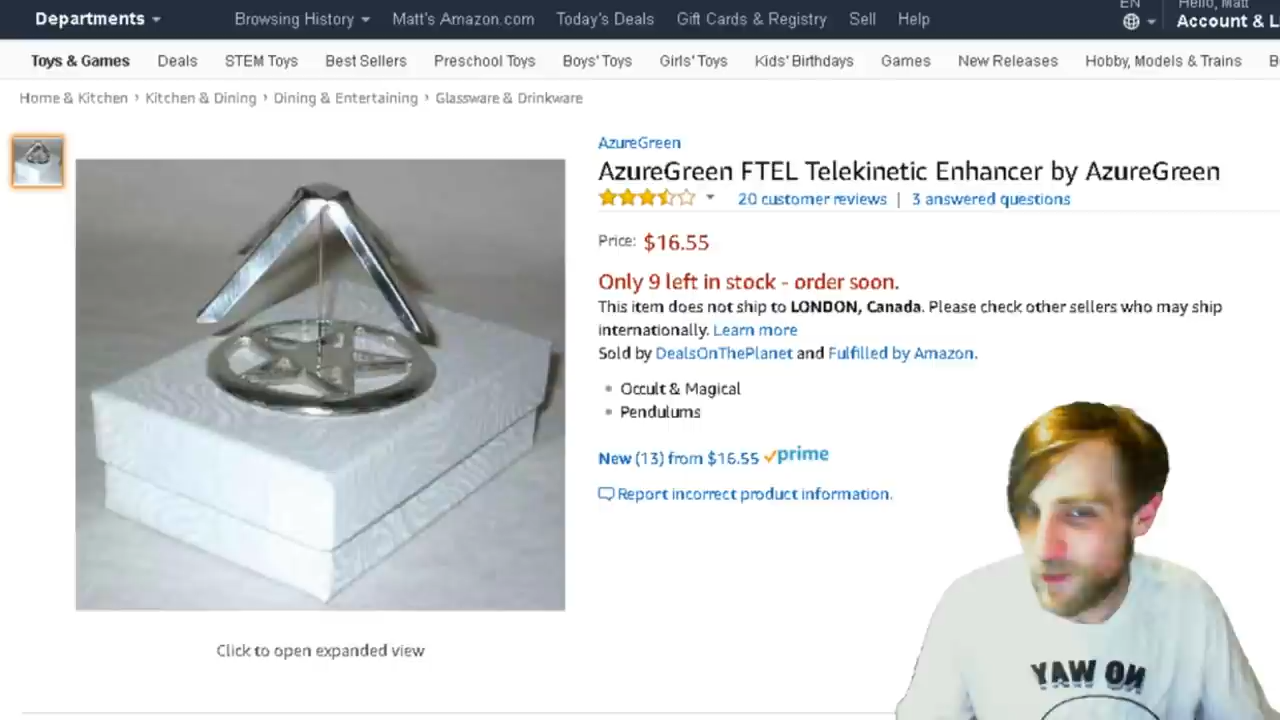 EN
Hello, Matt
Departments
Browsing History
Matt's Amazon.com
Today's Deals
Gift Cards & Registry
Sell
Help
Account & L
Toys & Games
Deals
STEM Toys
Best Sellers
Preschool Toys
Boys' Toys
Girls' Toys
Kids' Birthdays
Games
New Releases
Hobby, Models & Trains
B
Home & Kitchen › Kitchen & Dining › Dining & Entertaining › Glassware & Drinkware
AzureGreen
AzureGreen FTEL Telekinetic Enhancer by AzureGreen
20 customer reviews | 3 answered questions
Price: $16.55
Only 9 left in stock - order soon.
This item does not ship to LONDON, Canada. Please check other sellers who may ship
internationally. Learn more
Sold by DealsOnThePlanet and Fulfilled by Amazon.
Occult & Magical
Pendulums
New (13) from $16.55 prime
Report incorrect product information.
Click to open expanded view
YAW ON